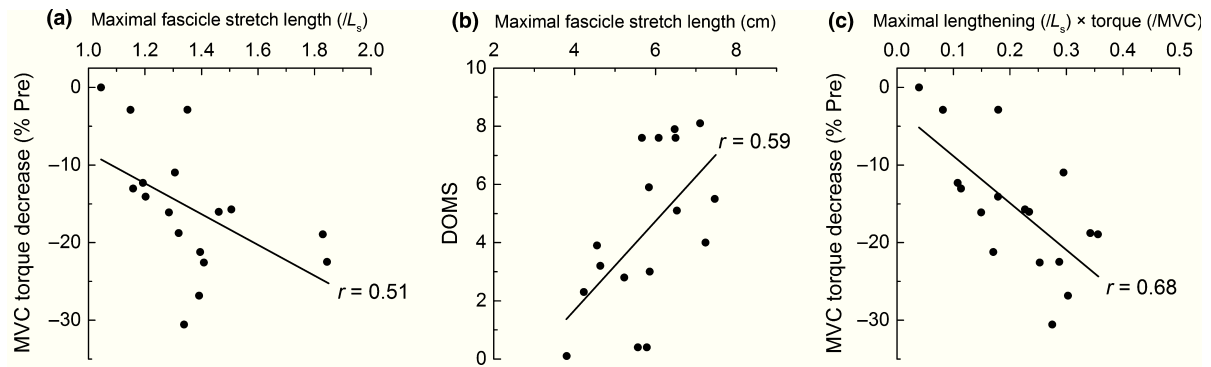 (a) Maximal fascicle stretch length (/Ls)
1.0 1.2 1.4 1.6 1.8 2.0
MVC torque decrease (% Pre)
0
−10
−20
−30
r = 0.51
(b) Maximal fascicle stretch length (cm)
2 4 6 8
DOMS
10
8
6
4
2
0
r = 0.59
(c) Maximal lengthening (/Ls) × torque (/MVC)
0.0 0.1 0.2 0.3 0.4 0.5
MVC torque decrease (% Pre)
0
−10
−20
−30
r = 0.68